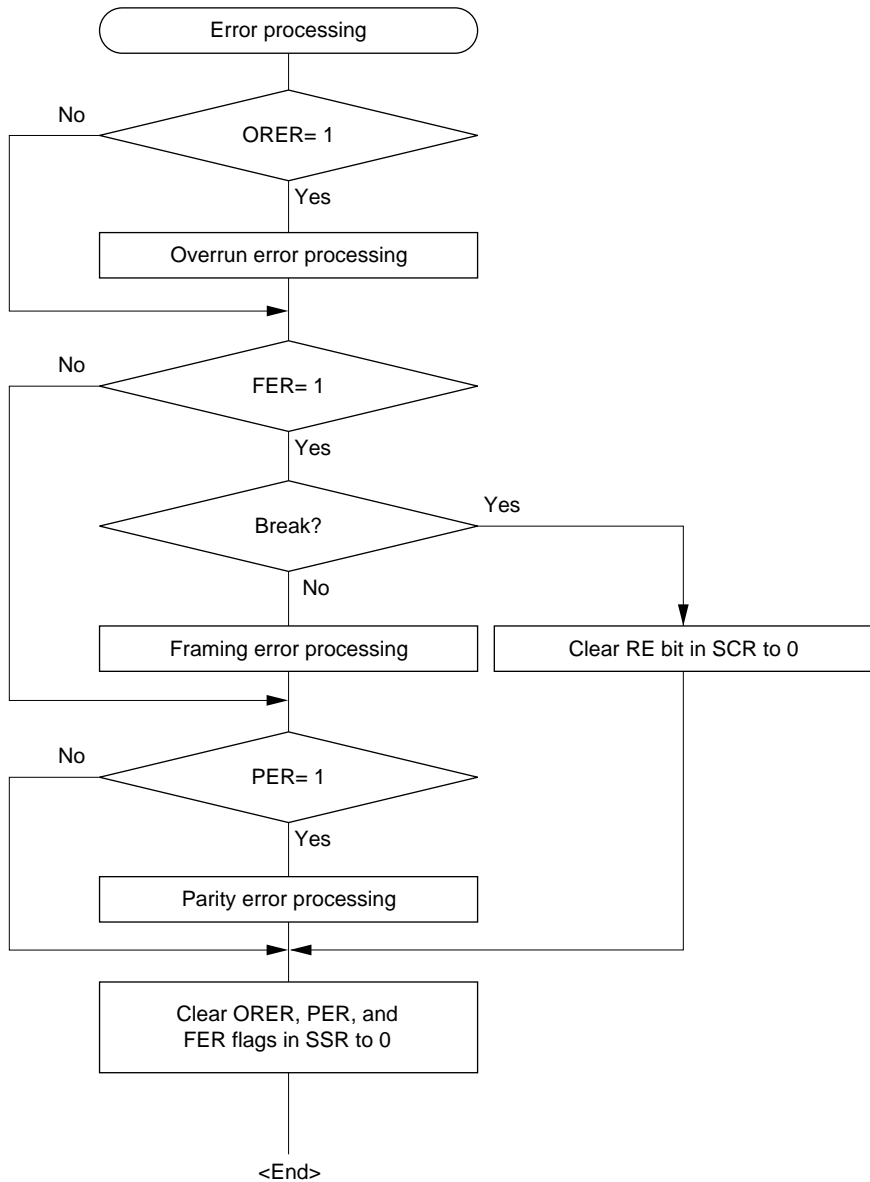 Error processing
No
ORER= 1
Yes
Overrun error processing
No
FER= 1
Yes
Break?
Yes
No
Framing error processing
Clear RE bit in SCR to 0
No
PER= 1
Yes
Parity error processing
Clear ORER, PER, and
FER flags in SSR to 0
<End>